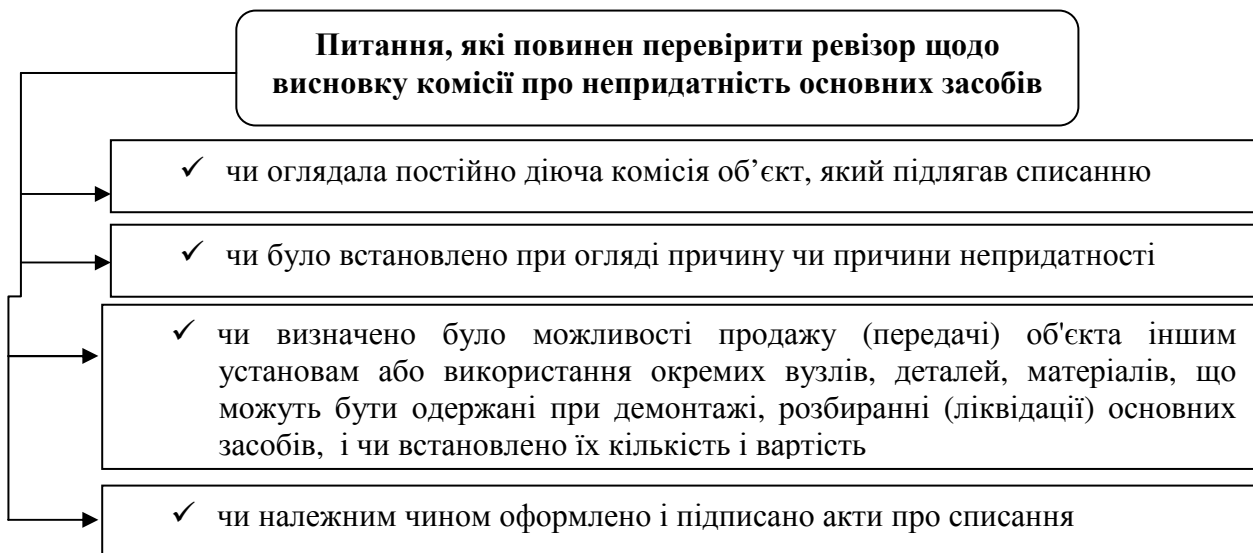 Питання, які повинен перевірити ревізор щодо
висновку комісії про непридатність основних засобів
✓ чи оглядала постійно діюча комісія об’єкт, який підлягав списанню
✓ чи було встановлено при огляді причину чи причини непридатності
✓ чи визначено було можливості продажу (передачі) об'єкта іншим
установам або використання окремих вузлів, деталей, матеріалів, що
можуть бути одержані при демонтажі, розбиранні (ліквідації) основних
засобів, і чи встановлено їх кількість і вартість
✓ чи належним чином оформлено і підписано акти про списання